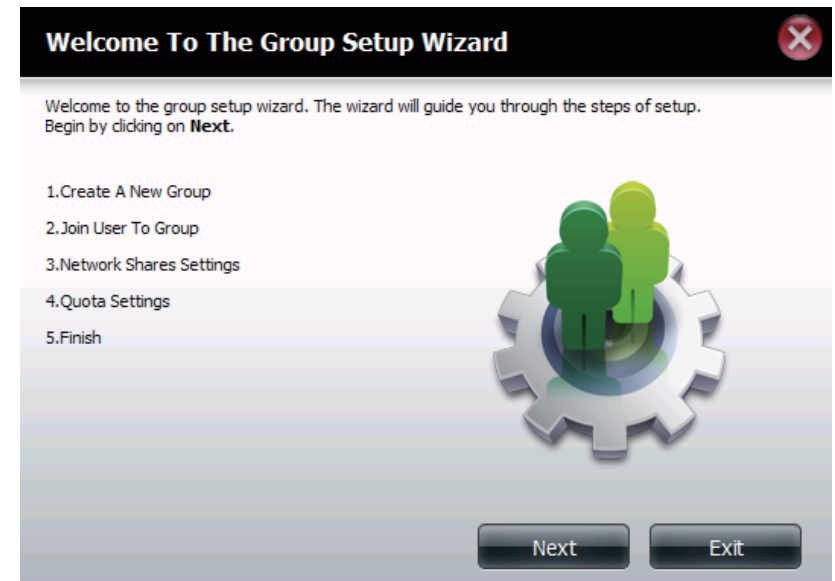 Welcome To The Group Setup Wizard
Welcome to the group setup wizard. The wizard will guide you through the steps of setup.
Begin by clicking on Next.
1.Create A New Group
2.Join User To Group
3.Network Shares Settings
4.Quota Settings
5.Finish
Next
Exit